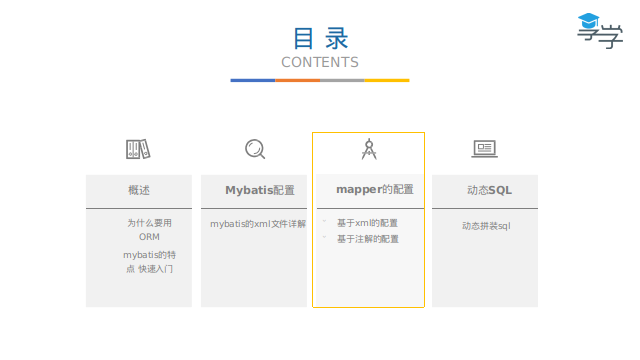 目 录
CONTENTS
学学
概述
为什么要用
ORM
mybatis的特
点 快速入门
Mybatis配置
mybatis的xml文件详解
mapper的配置
基于xml的配置
基于注解的配置
动态SQL
动态拼装sql